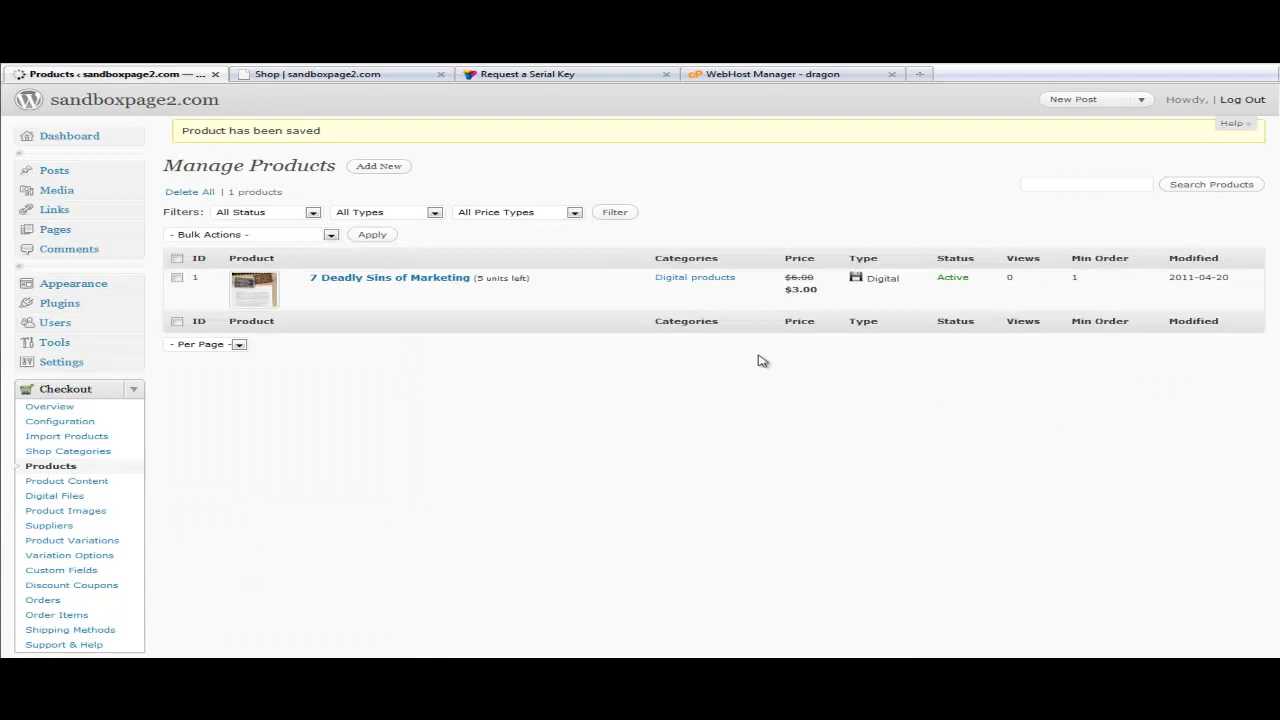 Products ‹ sandboxpage2.com — ...
Shop | sandboxpage2.com
Request a Serial Key
cP WebHost Manager - dragon
sandboxpage2.com
New Post
Howdy, | Log Out
Help
Product has been saved
Manage Products
Add New
Delete All | 1 products
Search Products
Filters:
All Status
All Types
All Price Types
Filter
- Bulk Actions -
Apply
ID Product Categories Price Type Status Views Min Order Modified
1 7 Deadly Sins of Marketing (5 units left) Digital products $6.00 Digital Active 0 1 2011-04-20
$3.00
ID Product Categories Price Type Status Views Min Order Modified
- Per Page -
Dashboard
Posts
Media
Links
Pages
Comments
Appearance
Plugins
Users
Tools
Settings
Checkout
Overview
Configuration
Import Products
Shop Categories
Products
Product Content
Digital Files
Product Images
Suppliers
Product Variations
Variation Options
Custom Fields
Discount Coupons
Orders
Order Items
Shipping Methods
Support & Help